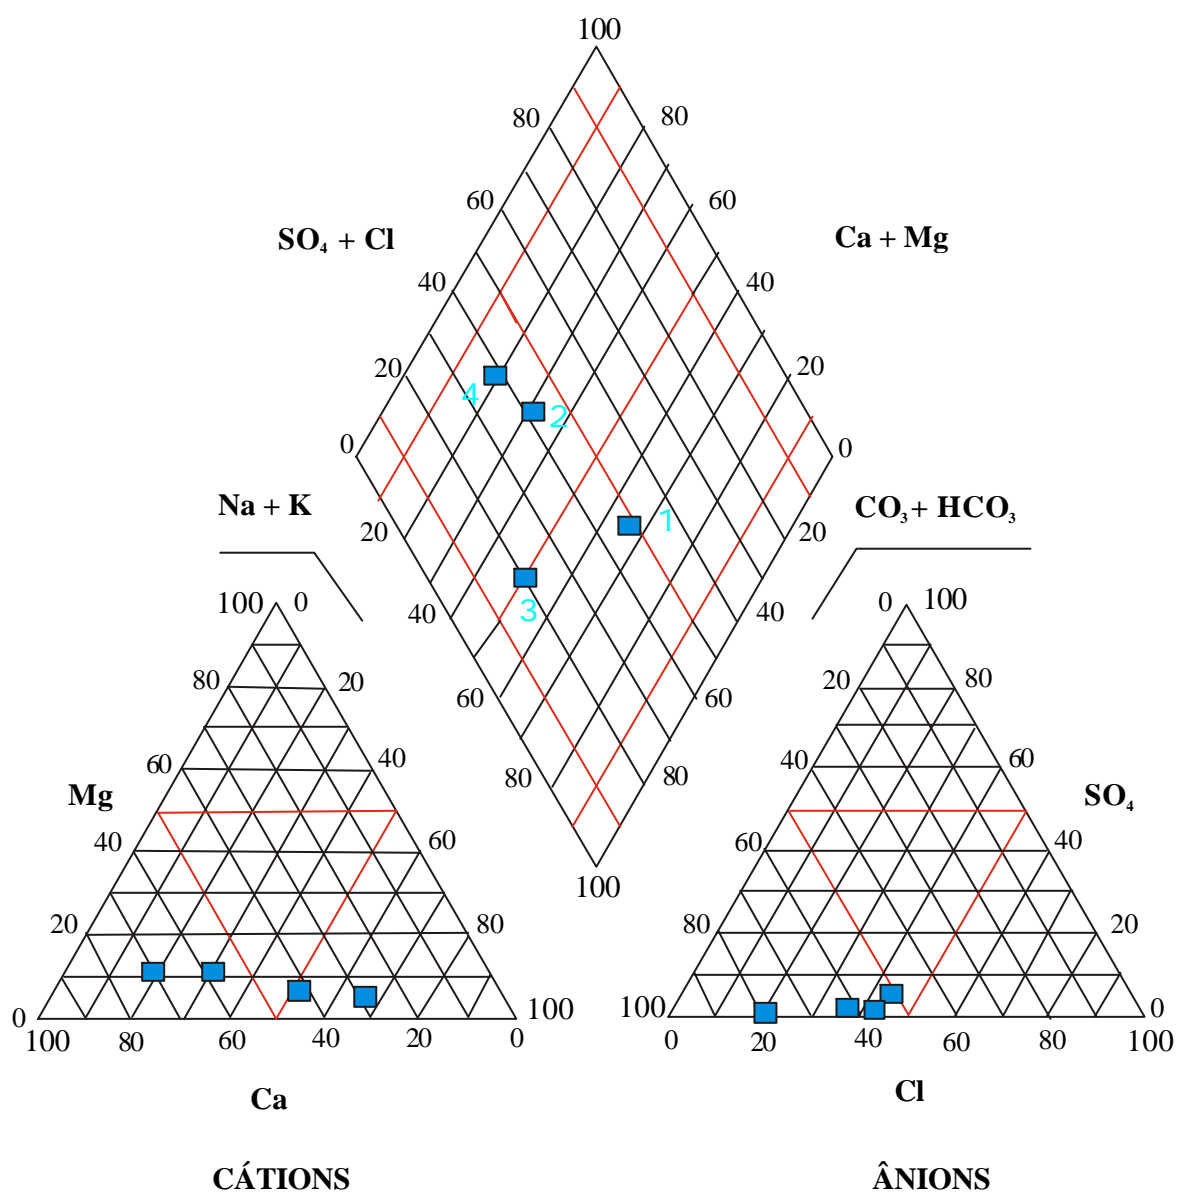 100
80 80
60 60
SO₄ + Cl Ca + Mg
40 40
20 20
4
2
0 0
Na + K CO₃ + HCO₃
1
20 20
100 0 0 100
40 3 40
80 20 20 80
60 60
60 40 40 60
80 80
Mg SO₄
40 60 60 40
100
20 80 80 20
0 100 100 0
100 80 60 40 20 0 0 20 40 60 80 100
Ca Cl
CÁTIONS ÂNIONS